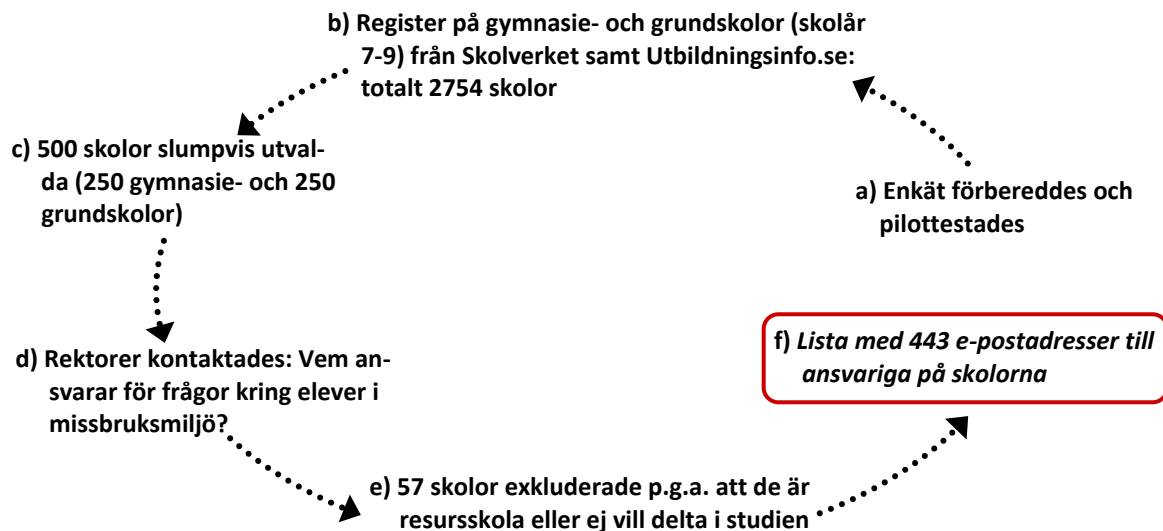 b) Register på gymnasie- och grundskolor (skolår
7-9) från Skolverket samt Utbildningsinfo.se:
totalt 2754 skolor
c) 500 skolor slumpvis utval-
da (250 gymnasie- och 250
grundskolor)
a) Enkät förbereddes och
pilottestades
d) Rektorer kontaktades: Vem an-
svarar för frågor kring elever i
missbruksmiljö?
f) Lista med 443 e-postadresser till
ansvariga på skolorna
e) 57 skolor exkluderade p.g.a. att de är
resursskola eller ej vill delta i studien